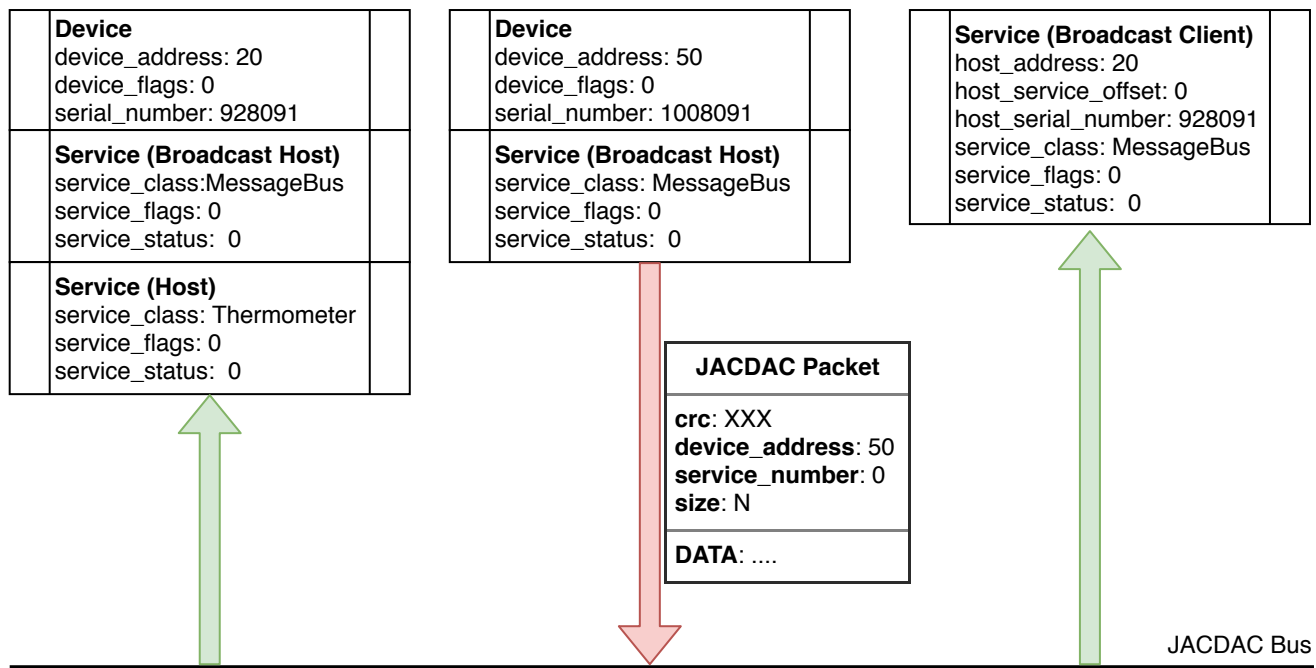 Device
device_address: 20
device_flags: 0
serial_number: 928091
Service (Broadcast Host)
service_class:MessageBus
service_flags: 0
service_status:  0
Service (Host)
service_class: Thermometer
service_flags: 0
service_status:  0
Device
device_address: 50
device_flags: 0
serial_number: 1008091
Service (Broadcast Host)
service_class: MessageBus
service_flags: 0
service_status:  0
JACDAC Packet
crc: XXX
device_address: 50
service_number: 0
size: N
DATA: ....
Service (Broadcast Client)
host_address: 20
host_service_offset: 0
host_serial_number: 928091
service_class: MessageBus
service_flags: 0
service_status:  0
JACDAC Bus